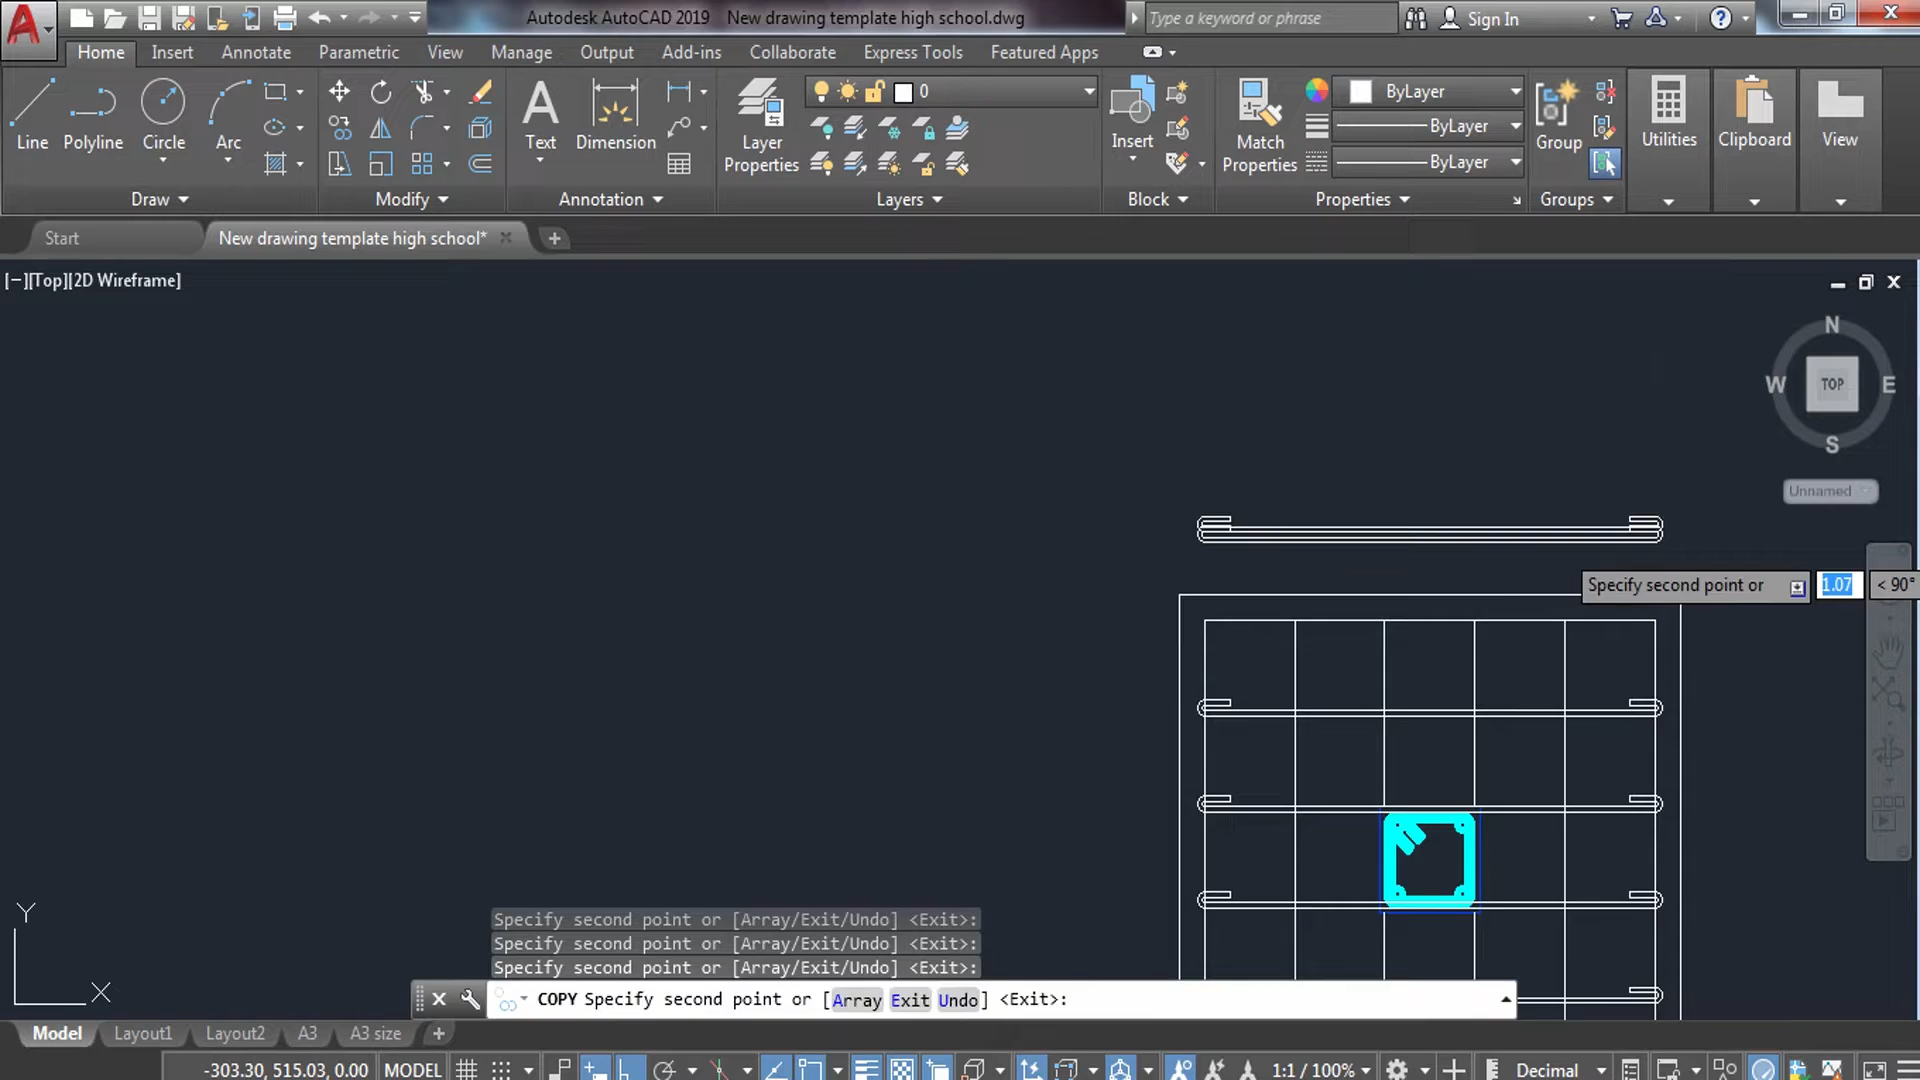 Autodesk AutoCAD 2019 New drawing template high school.dwg
Type a keyword or phrase
Sign In
Home Insert Annotate Parametric View Manage Output Add-ins Collaborate Express Tools Featured Apps
Line Polyline Circle Arc
Text Dimension
Layer Properties
0
Insert
Match Properties
ByLayer
ByLayer
ByLayer
Group
Utilities
Clipboard
View
Draw Modify Annotation Layers Block Properties Groups
Start New drawing template high school*
[−][Top][2D Wireframe]
N
W TOP E
S
Unnamed
Specify second point or 1.07 < 90°
Y
X
Specify second point or [Array/Exit/Undo] <Exit>:
Specify second point or [Array/Exit/Undo] <Exit>:
Specify second point or [Array/Exit/Undo] <Exit>:
COPY Specify second point or [Array Exit Undo] <Exit>:
Model Layout1 Layout2 A3 A3 size
-303.30, 515.03, 0.00 MODEL 1:1 / 100% Decimal